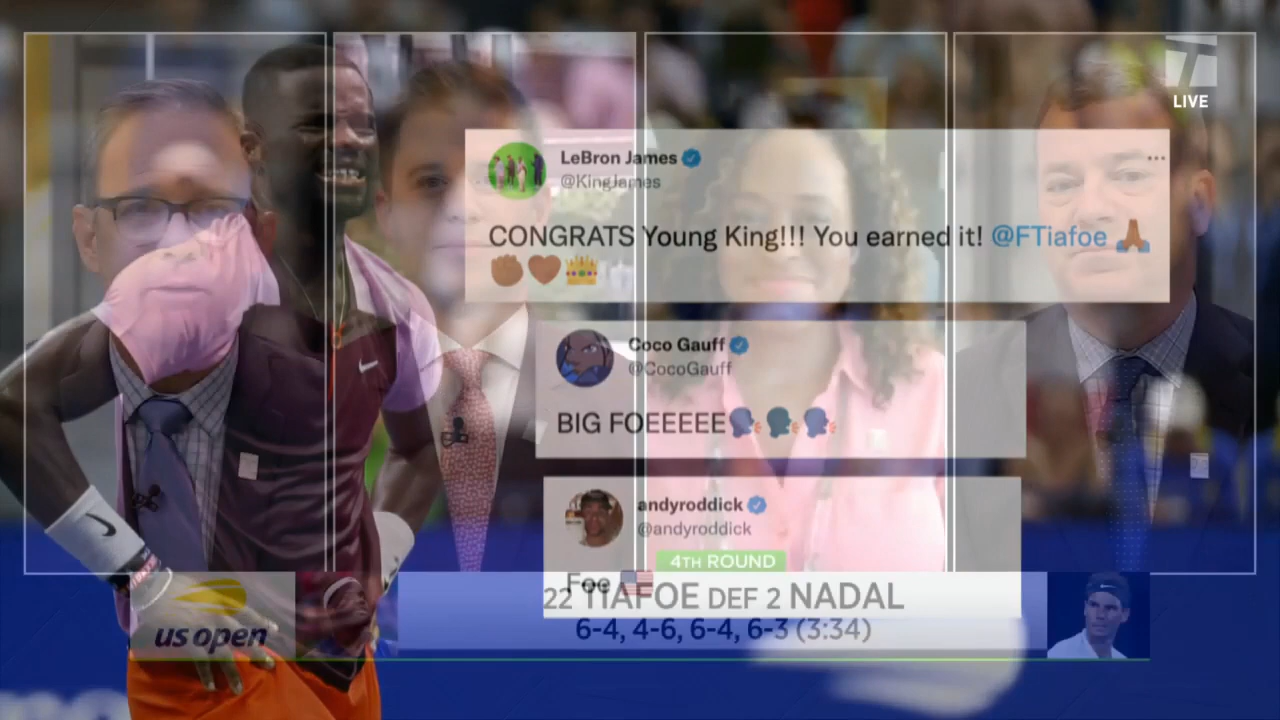 T
LIVE
LeBron James
@KingJames
CONGRATS Young King!!! You earned it! @FTiafoe 🙏🏾
✊🏾🤎👑
Coco Gauff
@CocoGauff
BIG FOEEEEE🗣🗣🗣
andyroddick
@andyroddick
Foe 🇺🇸
4TH ROUND
22 TIAFOE DEF 2 NADAL
6-4, 4-6, 6-4, 6-3 (3:34)
us open